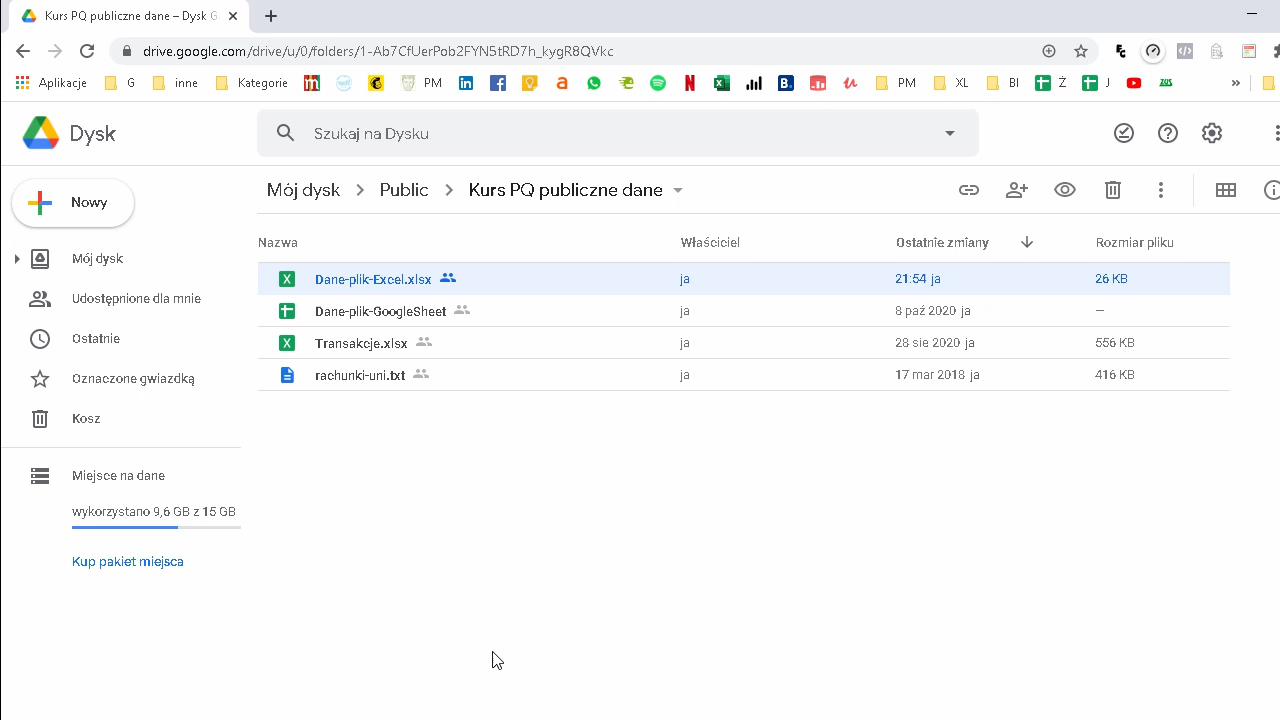 Kurs PQ publiczne dane – Dysk G
drive.google.com/drive/u/0/folders/
Aplikacje G inne Kategorie PM PM XL BI Ż J
Dysk
Szukaj na Dysku
Nowy
Mój dysk
Udostępnione dla mnie
Ostatnie
Oznaczone gwiazdką
Kosz
Miejsce na dane
wykorzystano 9,6 GB z 15 GB
Kup pakiet miejsca
Mój dysk Public Kurs PQ publiczne dane
Nazwa Właściciel Ostatnie zmiany Rozmiar pliku
Dane-plik-Excel.xlsx ja 21:54 ja 26 KB
Dane-plik-GoogleSheet ja 8 paź 2020 ja —
Transakcje.xlsx ja 28 sie 2020 ja 556 KB
rachunki-uni.txt ja 17 mar 2018 ja 416 KB